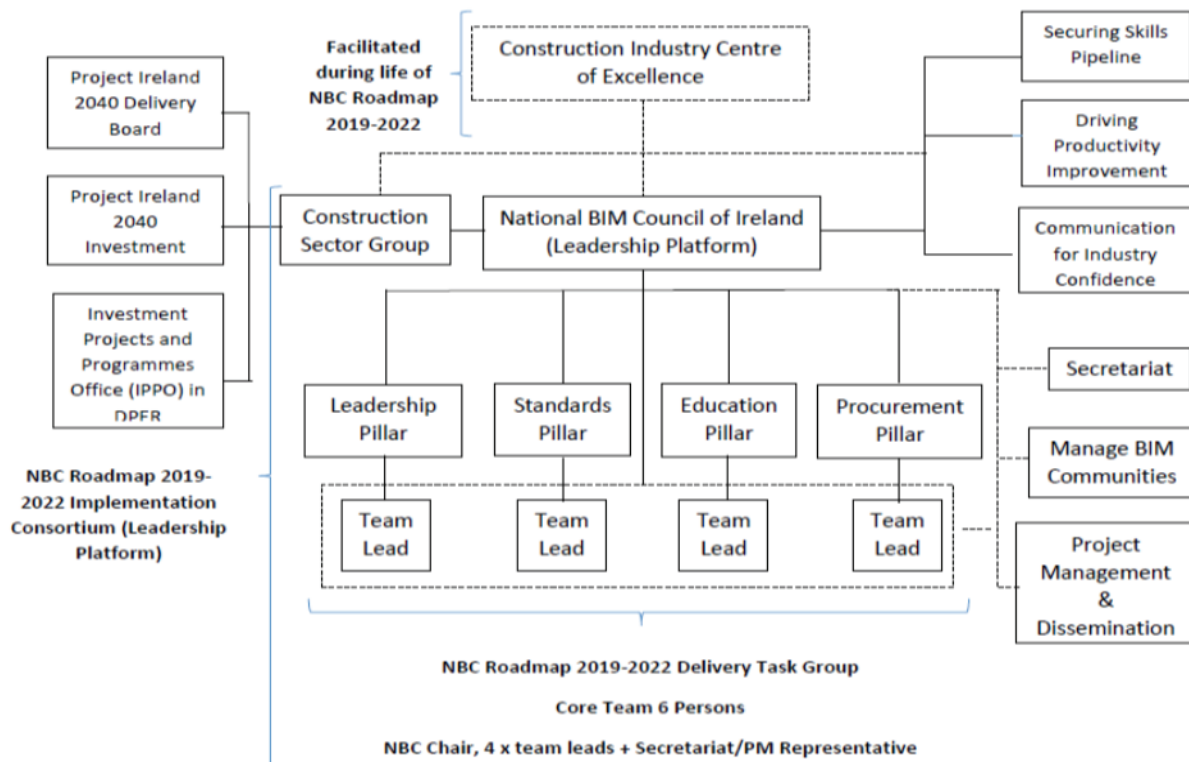 Facilitated
during life of
NBC Roadmap
2019-2022
Construction Industry Centre
of Excellence
Securing Skills
Pipeline
Project Ireland
2040 Delivery
Board
Driving
Productivity
Improvement
Project Ireland
2040
Investment
Construction
Sector Group
National BIM Council of Ireland
(Leadership Platform)
Communication
for Industry
Confidence
Investment
Projects and
Programmes
Office (IPPO) in
DPER
Leadership
Pillar
Standards
Pillar
Education
Pillar
Procurement
Pillar
Secretariat
Manage BIM
Communities
NBC Roadmap 2019-
2022 Implementation
Consortium (Leadership
Platform)
Team
Lead
Team
Lead
Team
Lead
Team
Lead
Project
Management
&
Dissemination
NBC Roadmap 2019-2022 Delivery Task Group
Core Team 6 Persons
NBC Chair, 4 x team leads + Secretariat/PM Representative